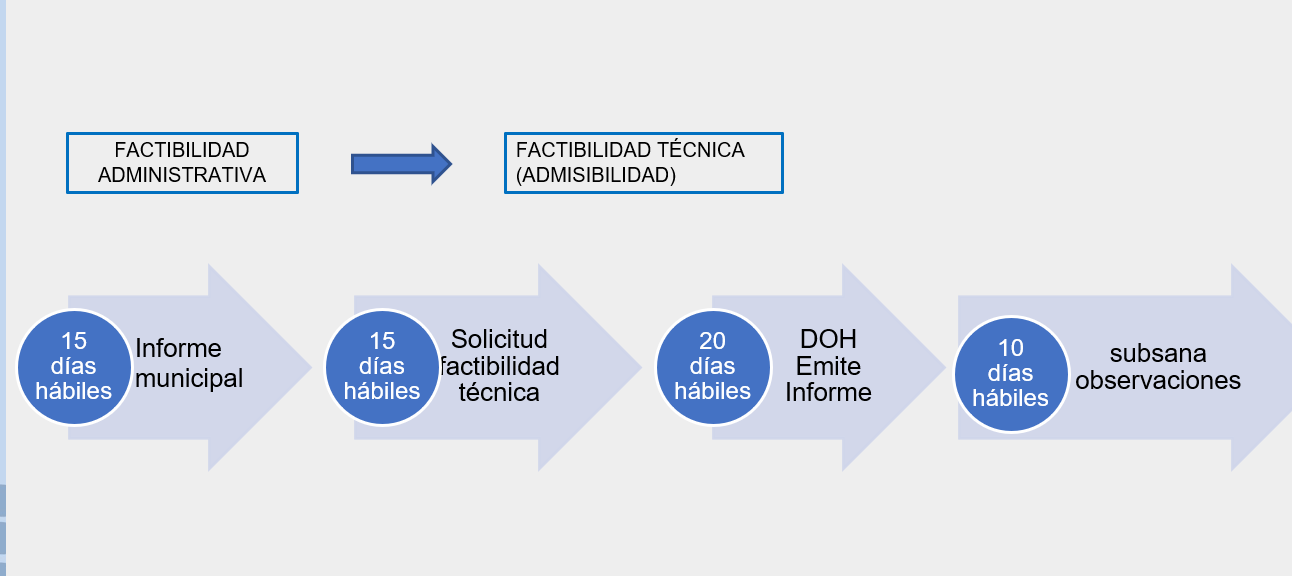 FACTIBILIDAD
ADMINISTRATIVA
FACTIBILIDAD TÉCNICA
(ADMISIBILIDAD)
15
días
hábiles
Informe
municipal
15
días
hábiles
Solicitud
factibilidad
técnica
20
días
hábiles
DOH
Emite
Informe
10
días
hábiles
subsana
observaciones